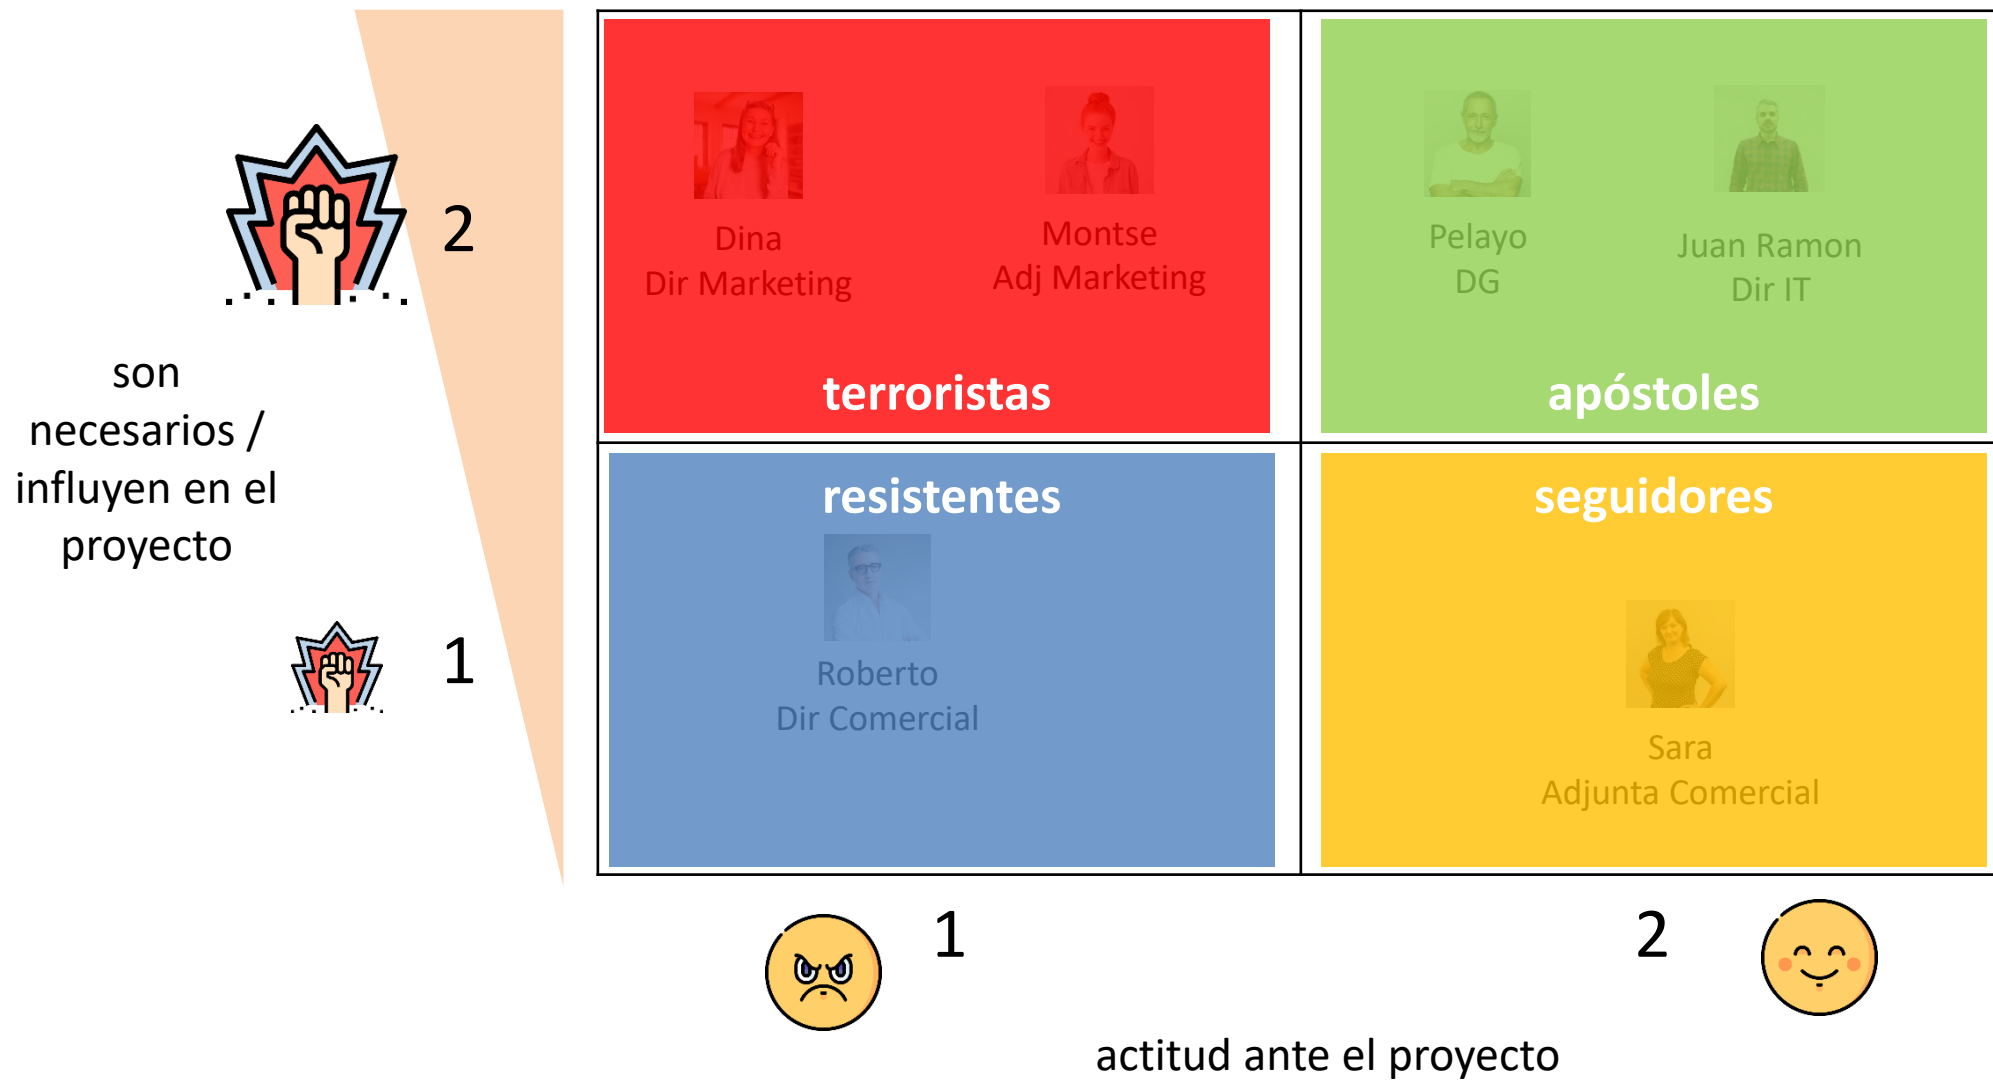 2
Dina
Dir Marketing
Montse
Adj Marketing
Pelayo
DG
Juan Ramon
Dir IT
terroristas
apóstoles
son
necesarios /
influyen en el
proyecto
resistentes
seguidores
1
Roberto
Dir Comercial
Sara
Adjunta Comercial
1
2
actitud ante el proyecto